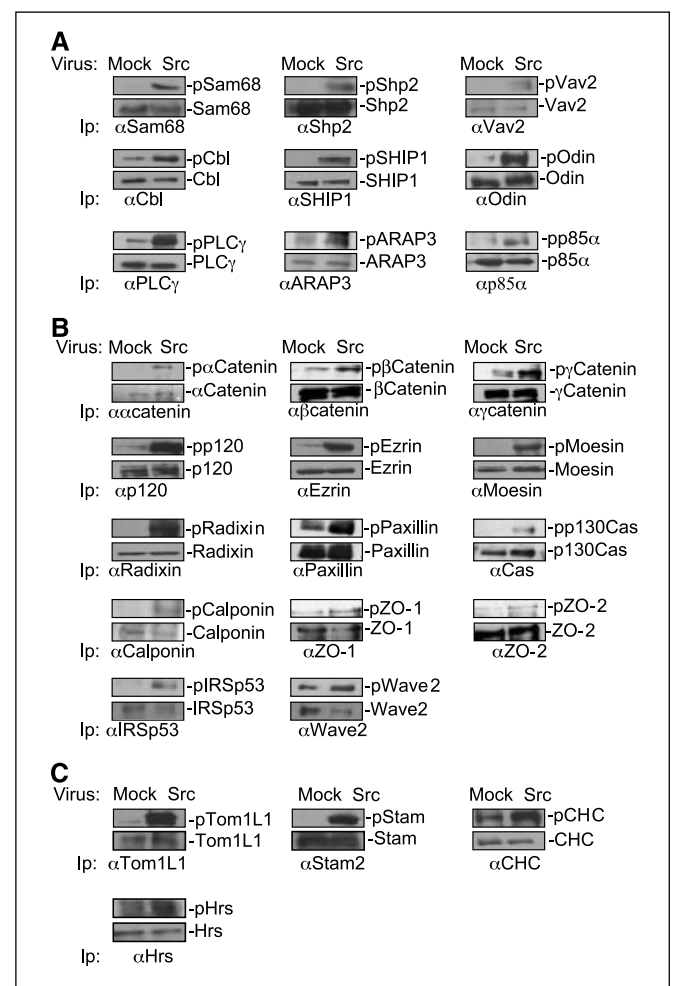 A
Virus: Mock Src Mock Src Mock Src
-pSam68 -pShp2 -pVav2
-Sam68 -Shp2 -Vav2
Ip: αSam68 αShp2 αVav2
-pCbl -pSHIP1 -pOdin
-Cbl -SHIP1 -Odin
Ip: αCbl αSHIP1 αOdin
-pPLCγ -pARAP3 -pp85α
-PLCγ -ARAP3 -p85α
Ip: αPLCγ αARAP3 αp85α
B
Virus: Mock Src Mock Src Mock Src
-pαCatenin -pβCatenin -pγCatenin
-αCatenin -βCatenin -γCatenin
Ip: ααcatenin αβcatenin αγcatenin
-pp120 -pEzrin -pMoesin
-p120 -Ezrin -Moesin
Ip: αp120 αEzrin αMoesin
-pRadixin -pPaxillin -pp130Cas
-Radixin -Paxillin -p130Cas
Ip: αRadixin αPaxillin αCas
-pCalponin -pZO-1 -pZO-2
-Calponin -ZO-1 -ZO-2
Ip: αCalponin αZO-1 αZO-2
-pIRSp53 -pWave2
-IRSp53 -Wave2
Ip: αIRSp53 αWave2
C
Virus: Mock Src Mock Src Mock Src
-pTom1L1 -pStam -pCHC
-Tom1L1 -Stam -CHC
Ip: αTom1L1 αStam2 αCHC
-pHrs
-Hrs
Ip: αHrs